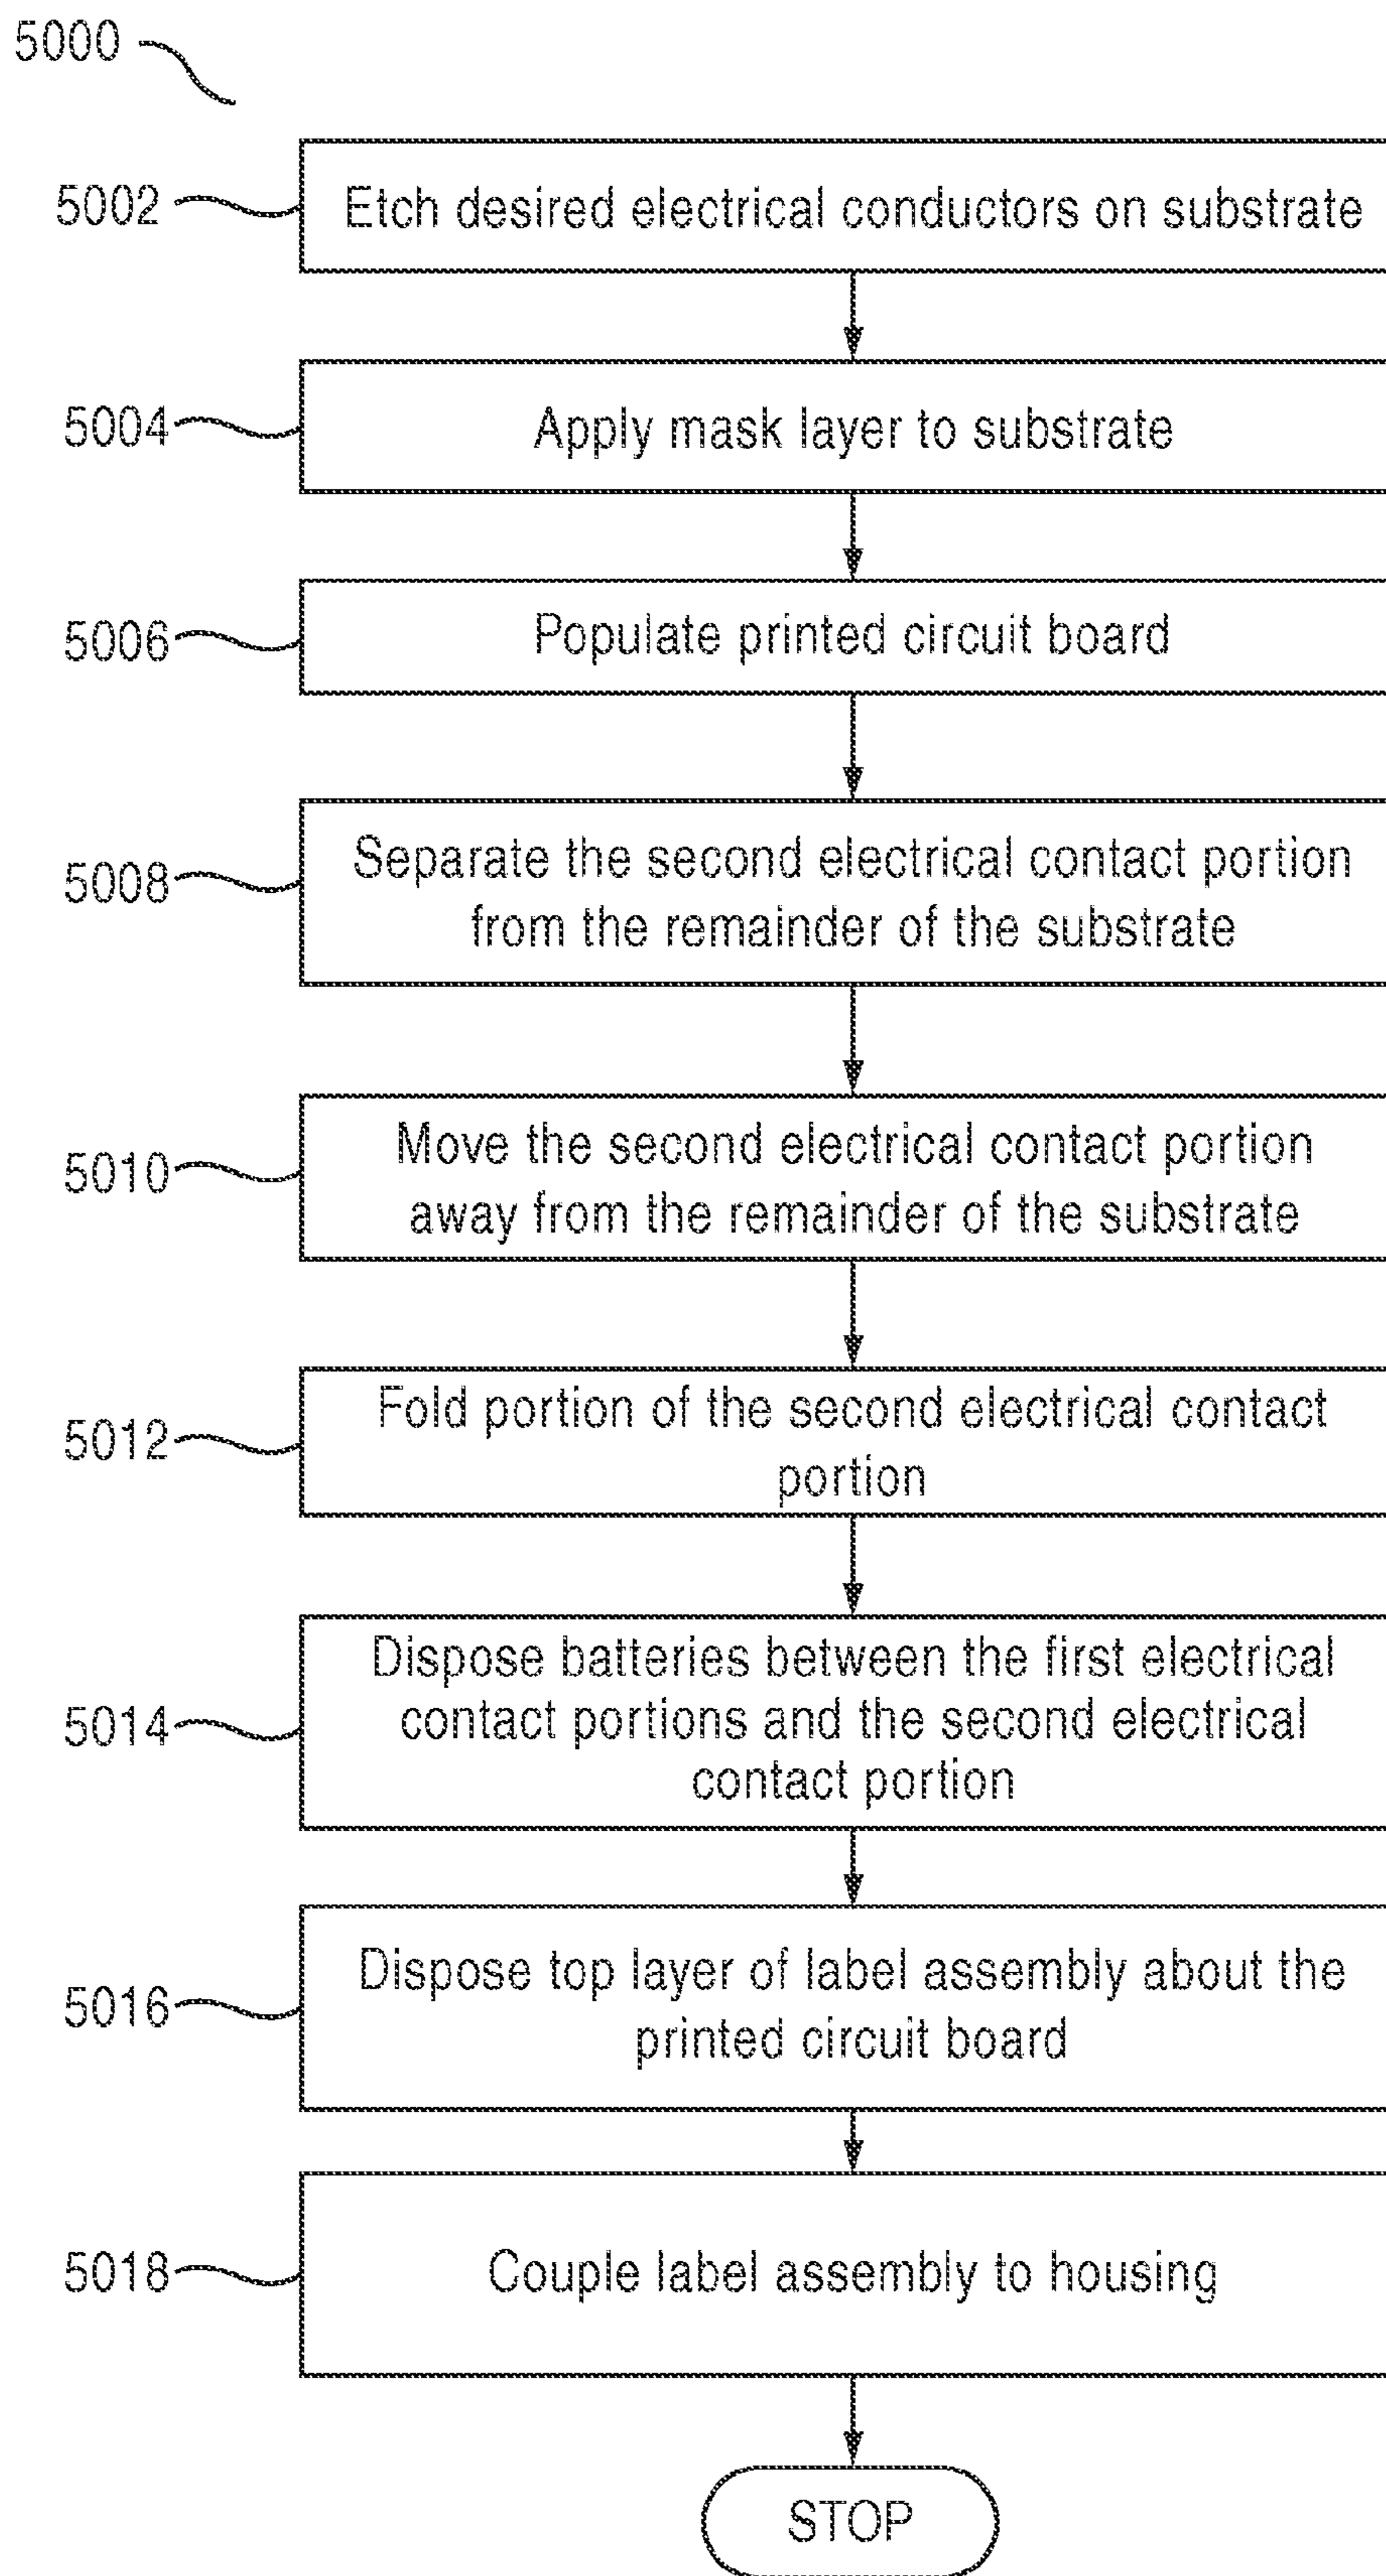 5000
5002
Etch desired electrical conductors on substrate
5004
Apply mask layer to substrate
5006
Populate printed circuit board
5008
Separate the second electrical contact portion
from the remainder of the substrate
5010
Move the second electrical contact portion
away from the remainder of the substrate
5012
Fold portion of the second electrical contact
portion
5014
Dispose batteries between the first electrical
contact portions and the second electrical
contact portion
5016
Dispose top layer of label assembly about the
printed circuit board
5018
Couple label assembly to housing
STOP